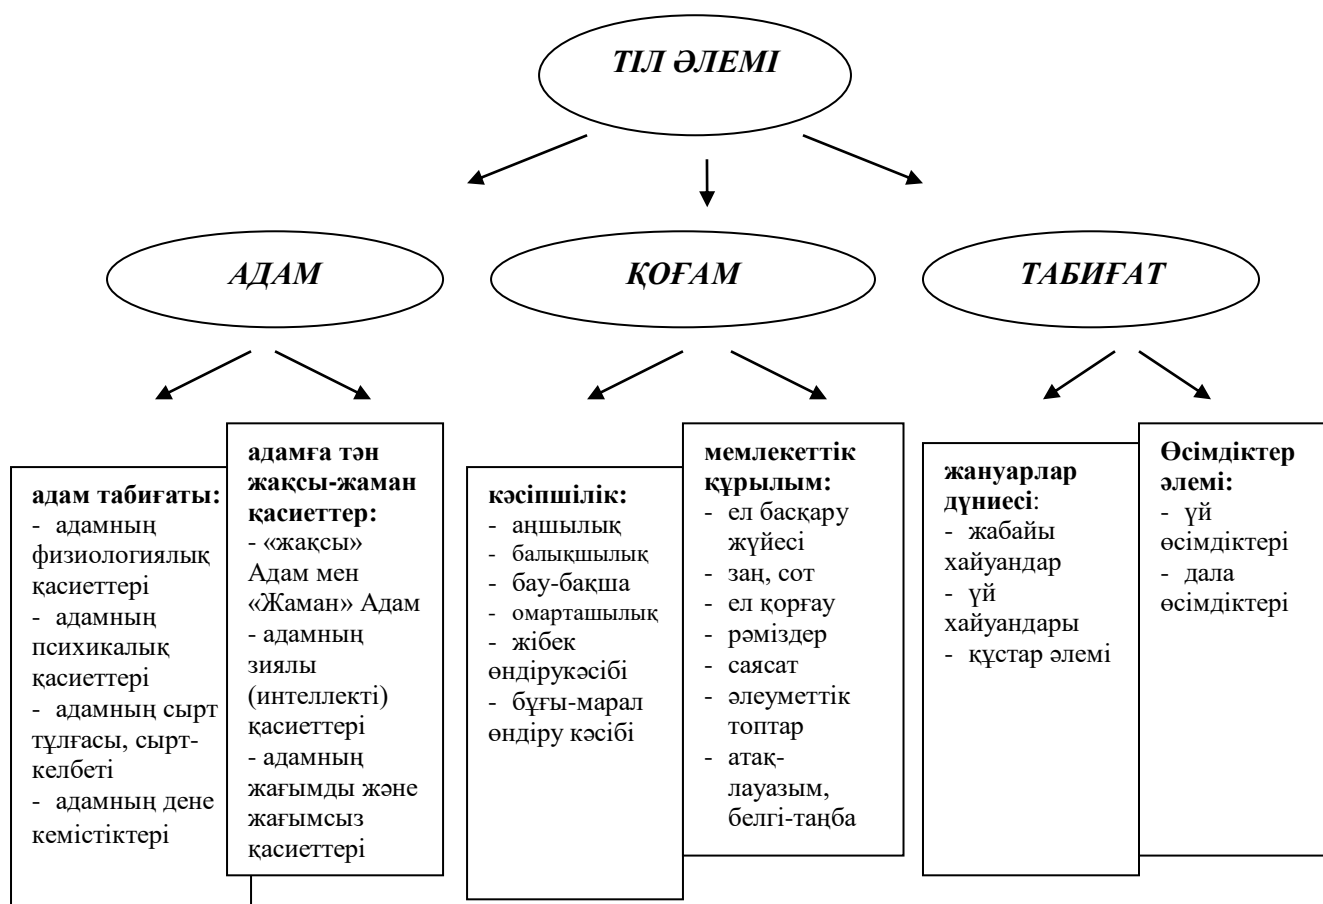 ТІЛ ӘЛЕМІ
АДАМ
ҚОҒАМ
ТАБИҒАТ
адам табиғаты:
- адамның
физиологиялық
қасиеттері
- адамның
психикалық
қасиеттері
- адамның сырт
тұлғасы, сырт-
келбеті
- адамның дене
кемістіктері
адамға тән
жақсы-жаман
қасиеттер:
- «жақсы»
Адам мен
«Жаман» Адам
- адамның
зиялы
(интеллекті)
қасиеттері
- адамның
жағымды және
жағымсыз
қасиеттері
кәсіпшілік:
- аңшылық
- балықшылық
- бау-бақша
- омарташылық
- жібек
өндірукәсібі
- бұғы-марал
өндіру кәсібі
мемлекеттік
құрылым:
- ел басқару
жүйесі
- заң, сот
- ел қорғау
- рәміздер
- саясат
- әлеуметтік
топтар
- атақ-
лауазым,
белгі-таңба
жануарлар
дүниесі:
- жабайы
хайуандар
- үй
хайуандары
- құстар әлемі
Өсімдіктер
әлемі:
- үй
өсімдіктері
- дала
өсімдіктері